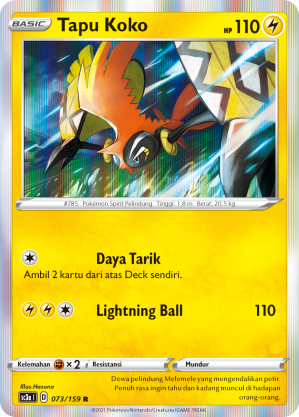 BASIC
Tapu Koko
HP 110
#785 Pokémon Spirit Pelindung Tinggi: 1.8 m Berat: 20.5 kg
Daya Tarik
Ambil 2 kartu dari atas Deck sendiri.
Lightning Ball 110
Kelemahan × 2 Resistansi Mundur
Illus. Hasuno
sc3a I D 073/159 R
Dewa pelindung Melemele yang mengendalikan petir.
Penuh rasa ingin tahu dan kadang muncul di hadapan
orang-orang.
©2021 Pokémon/Nintendo/Creatures/GAME FREAK